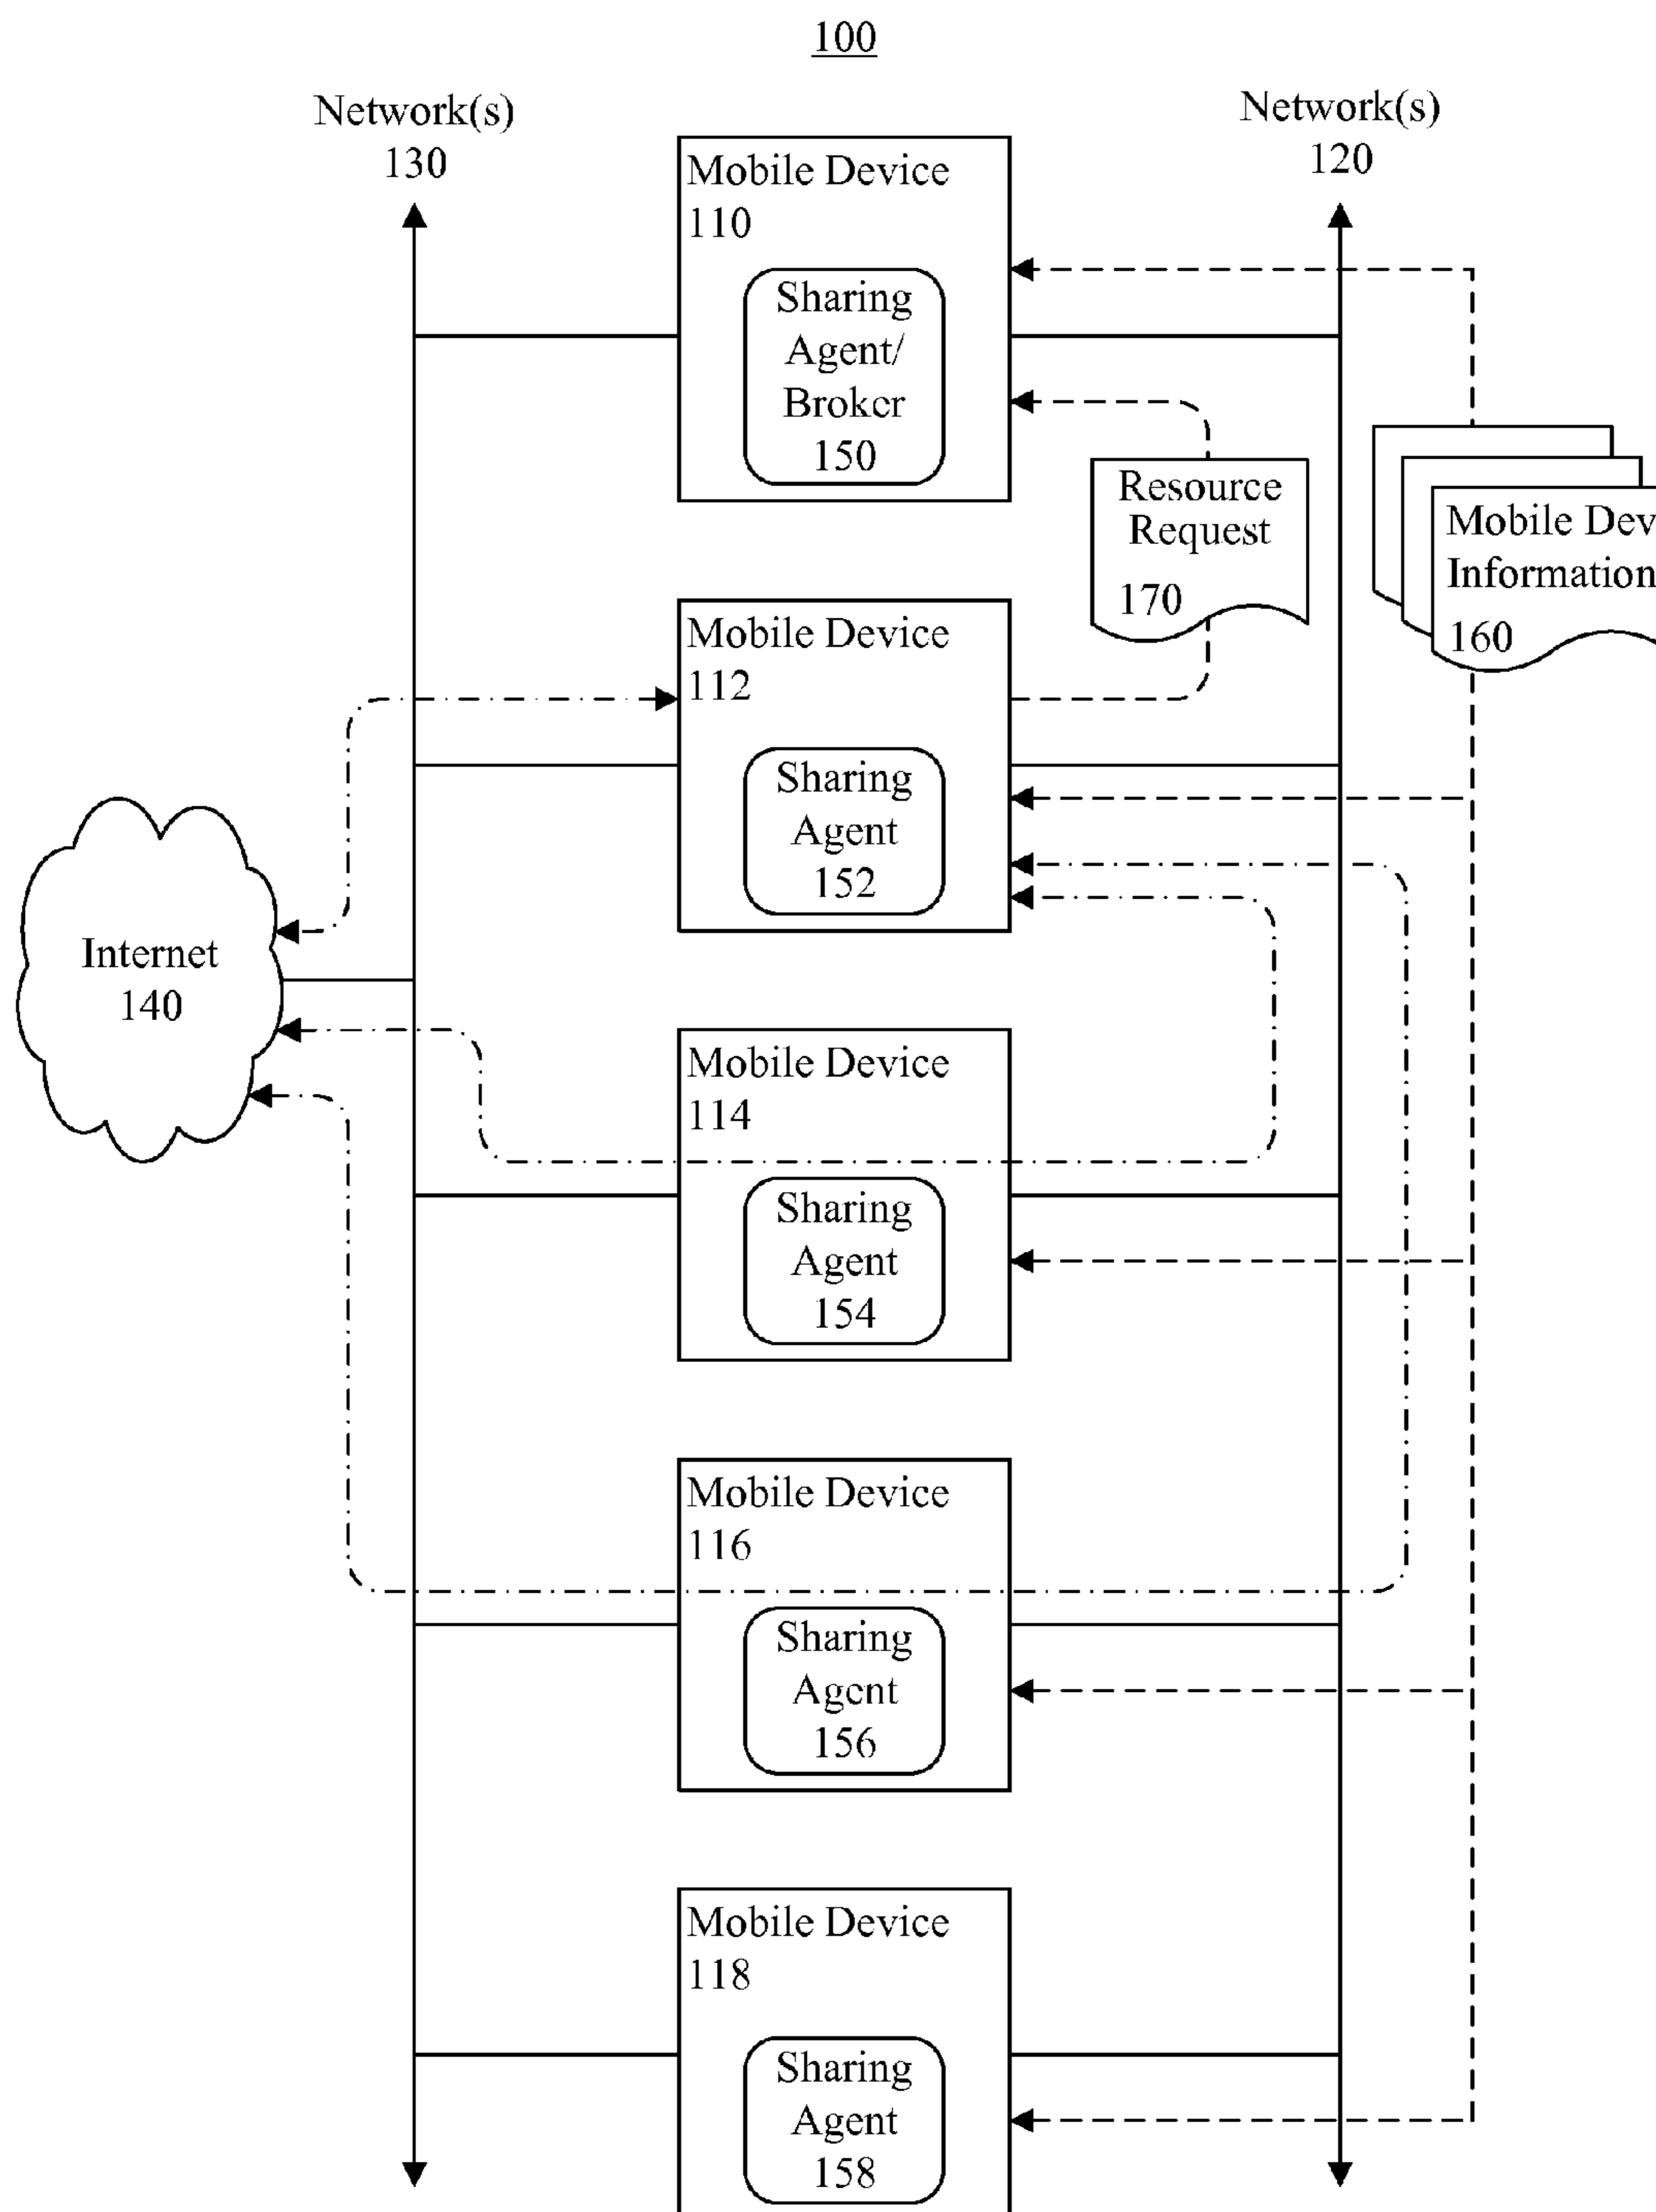 100
Network(s)
130
Network(s)
120
Mobile Device
110
Sharing
Agent/
Broker
150
Resource
Request
170
Mobile Dev
Information
160
Mobile Device
112
Sharing
Agent
152
Internet
140
Mobile Device
114
Sharing
Agent
154
Mobile Device
116
Sharing
Agent
156
Mobile Device
118
Sharing
Agent
158